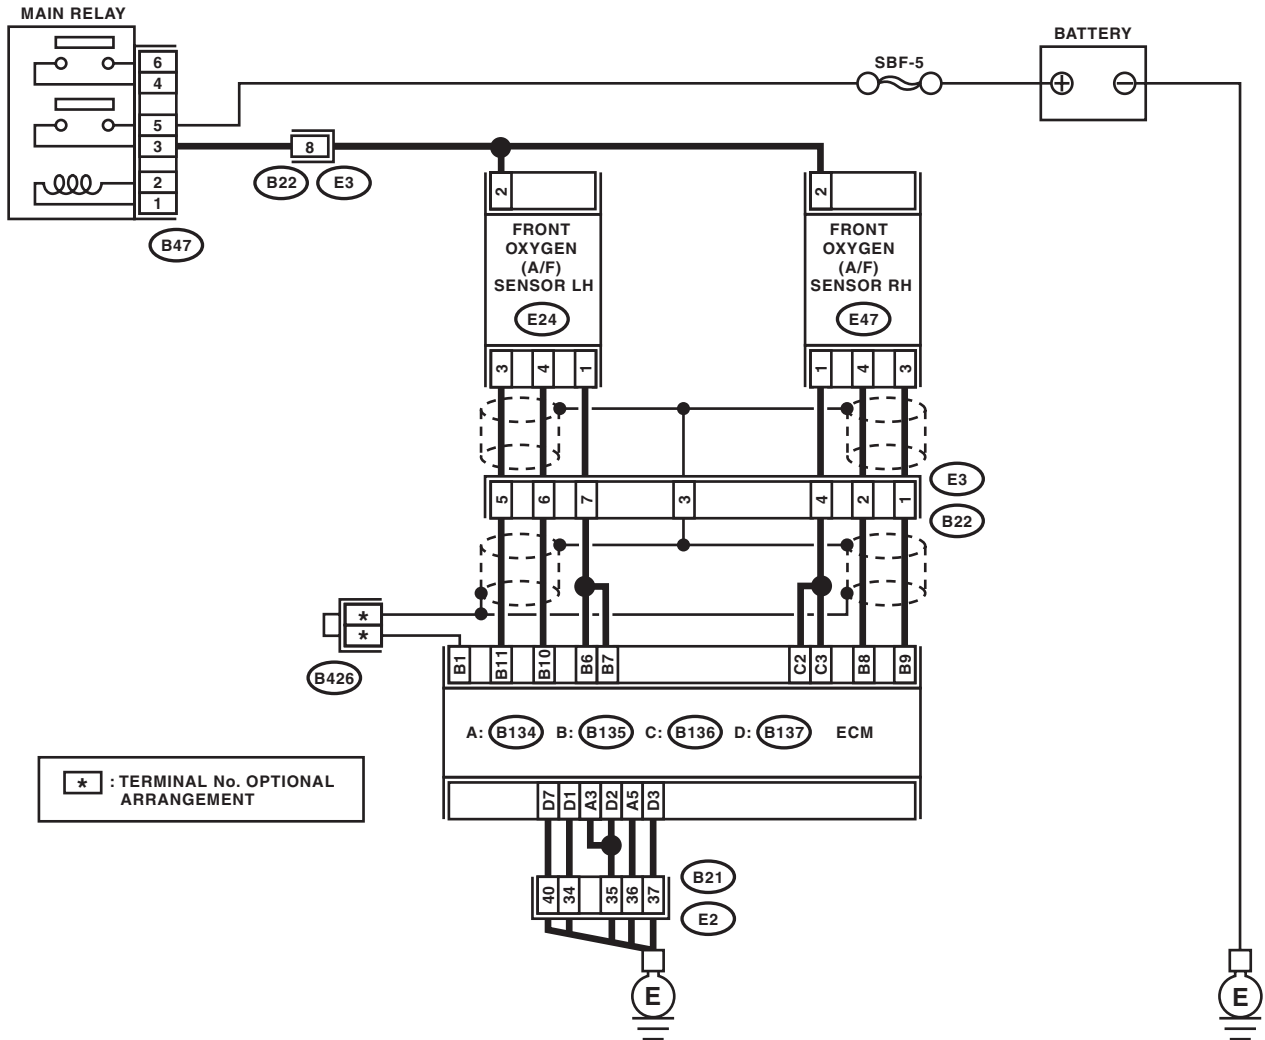 MAIN RELAY
BATTERY
SBF-5
6
4
5
3
2
1
8
B22
E3
B47
2
2
FRONT
OXYGEN
(A/F)
SENSOR LH
E24
FRONT
OXYGEN
(A/F)
SENSOR RH
E47
3 4 1
1 4 3
5 6 7 3 4 2 1
E3
B22
*
*
B426
B1 B11 B10 B6 B7 C2 C3 B8 B9
A: B134 B: B135 C: B136 D: B137 ECM
* : TERMINAL No. OPTIONAL
ARRANGEMENT
D7 D1 A3 D2 A5 D3
40 34 35 36 37
B21
E2
E
E